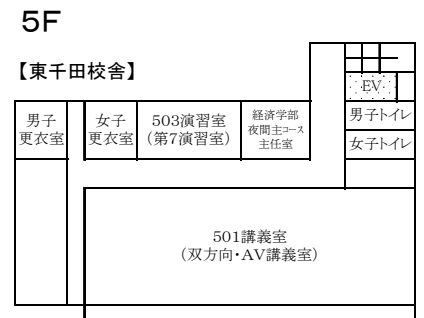 5F
【東千田校舎】
EV
男子
更衣室
女子
更衣室
503演習室
(第7演習室)
経済学部
夜間主コース
主任室
男子トイレ
女子トイレ
501講義室
(双方向・AV講義室)